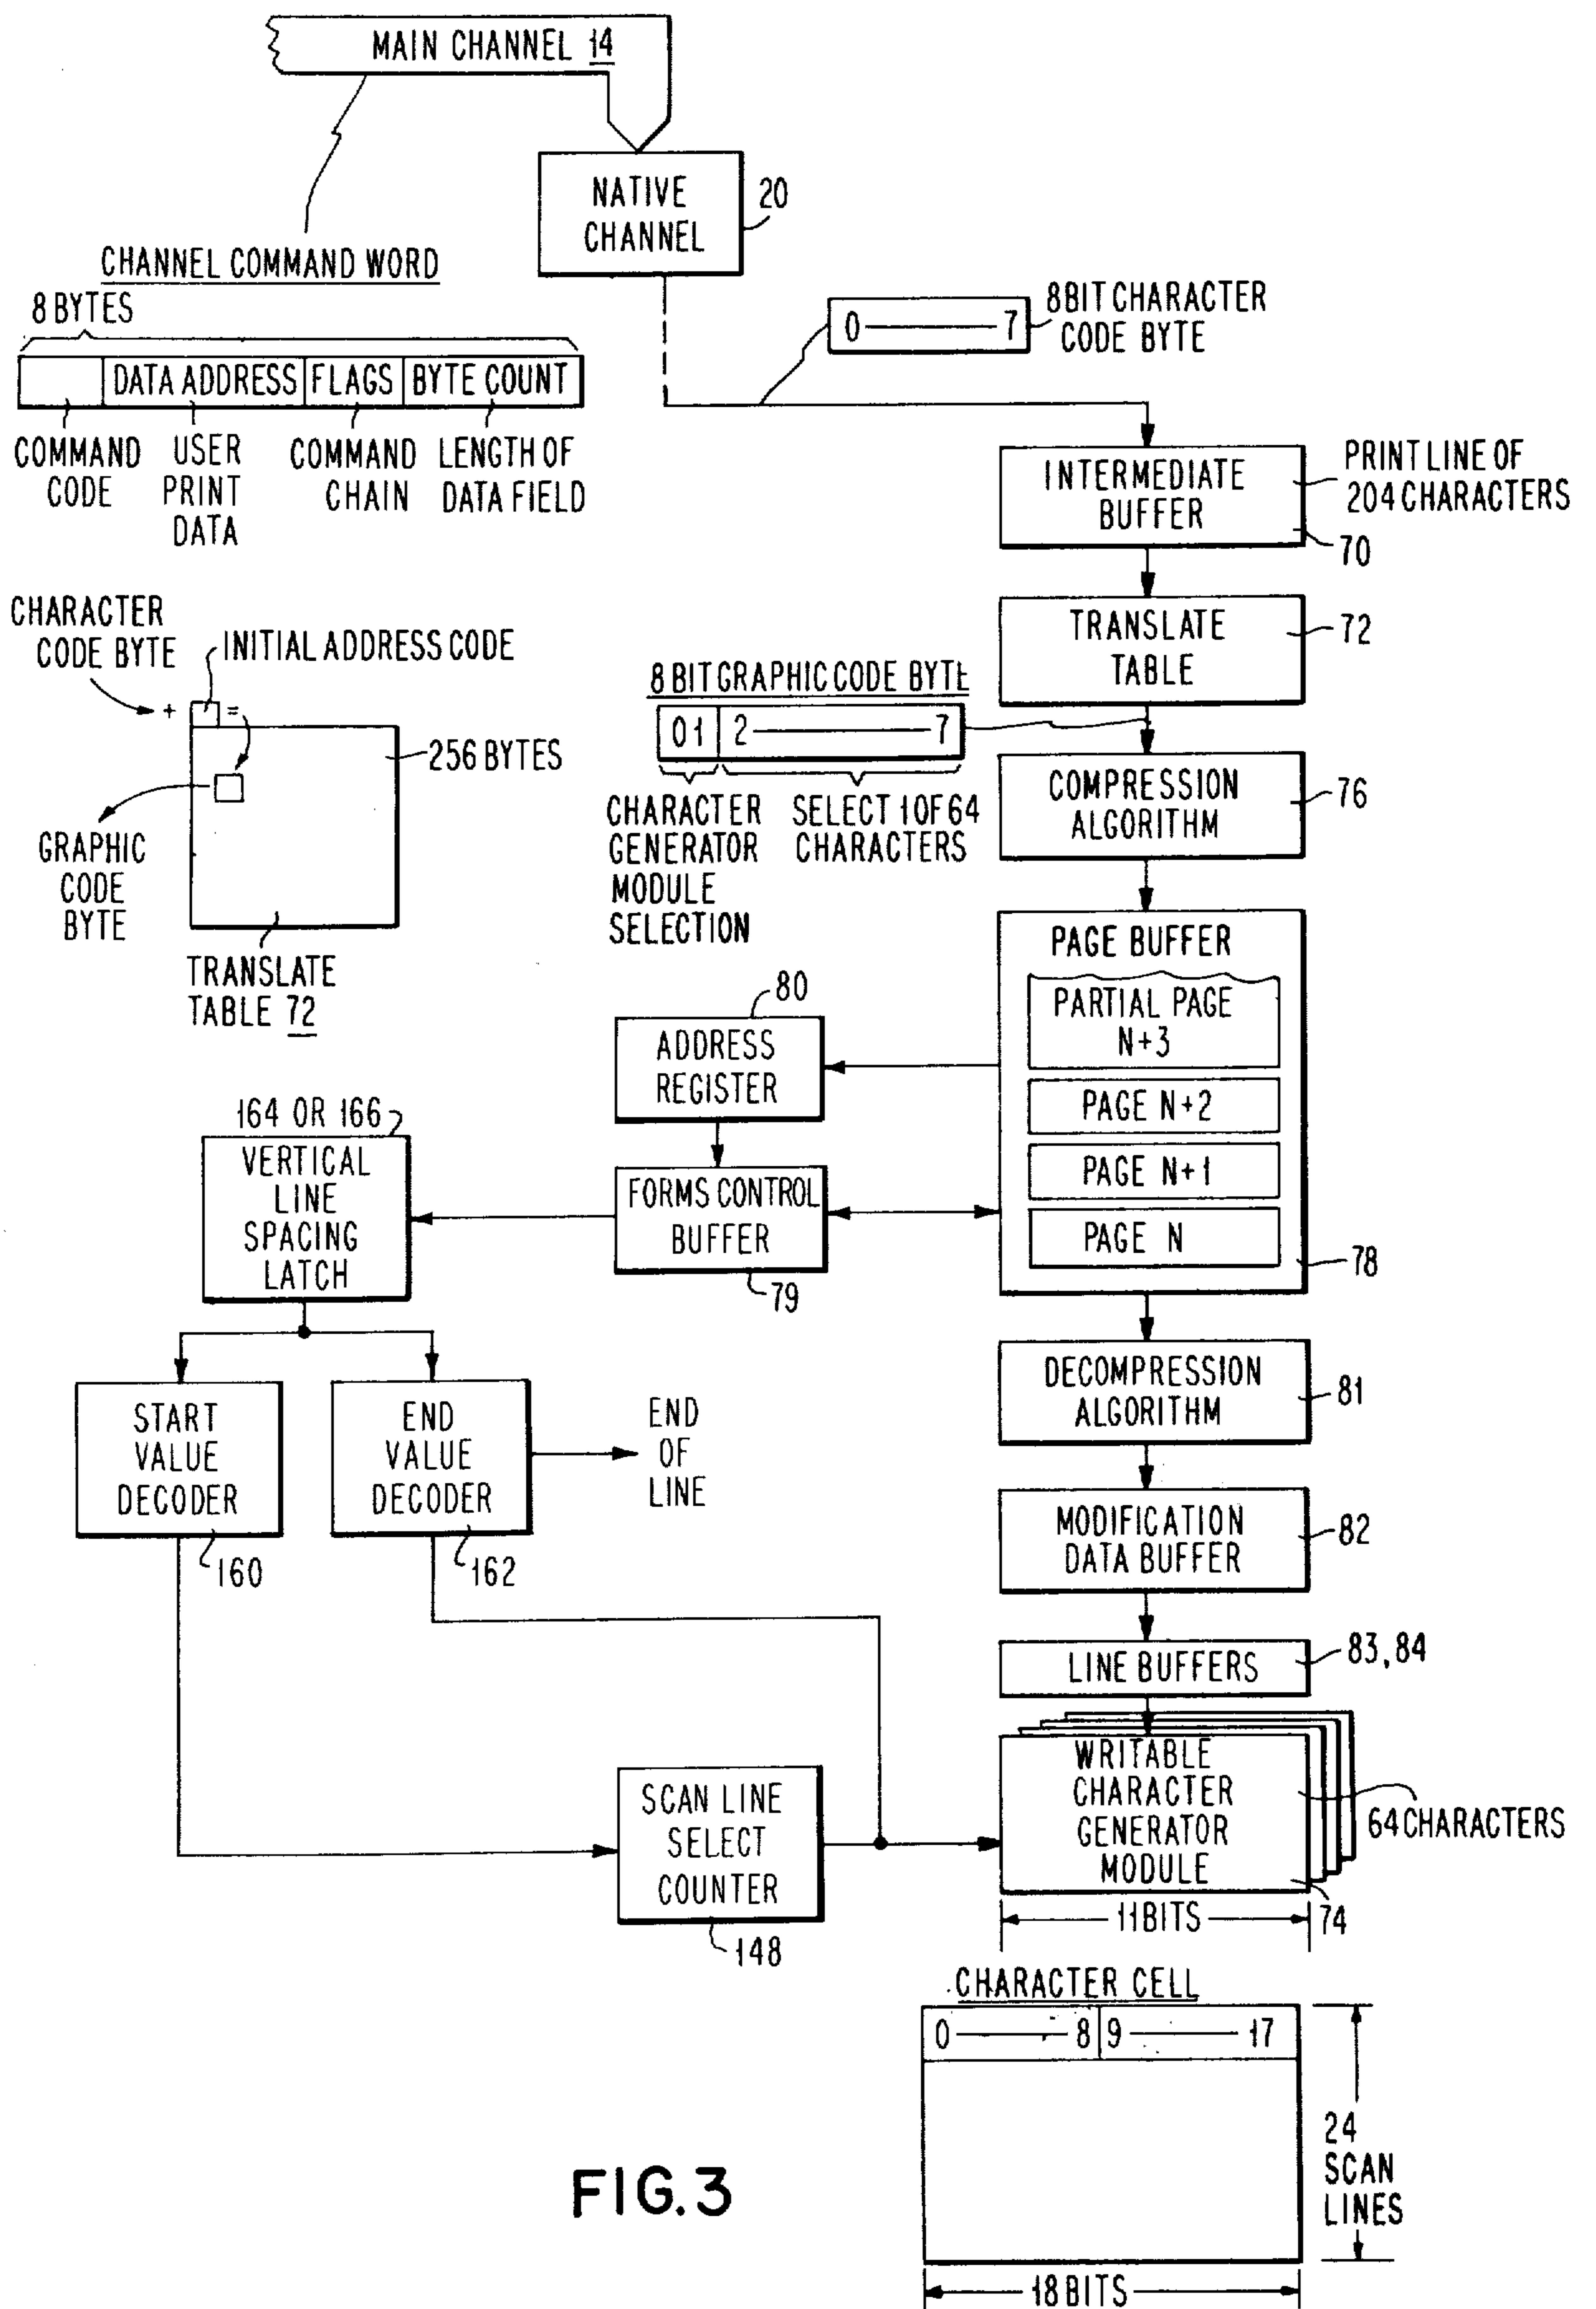 MAIN CHANNEL 14
NATIVE
CHANNEL
20
CHANNEL COMMAND WORD
8 BYTES
DATA ADDRESS FLAGS BYTE COUNT
COMMAND
CODE
USER
PRINT
DATA
COMMAND
CHAIN
LENGTH OF
DATA FIELD
0 7
8 BIT CHARACTER
CODE BYTE
INTERMEDIATE
BUFFER
PRINT LINE OF
204 CHARACTERS
70
CHARACTER
CODE BYTE
INITIAL ADDRESS CODE
+ =
256 BYTES
GRAPHIC
CODE
BYTE
TRANSLATE
TABLE 72
TRANSLATE
TABLE
72
8 BIT GRAPHIC CODE BYTE
0 1 2 7
CHARACTER
GENERATOR
MODULE
SELECTION
SELECT 1 OF 64
CHARACTERS
COMPRESSION
ALGORITHM
76
PAGE BUFFER
PARTIAL PAGE
N+3
PAGE N+2
PAGE N+1
PAGE N
78
80
ADDRESS
REGISTER
FORMS CONTROL
BUFFER
79
164 OR 166
VERTICAL
LINE
SPACING
LATCH
START
VALUE
DECODER
160
END
VALUE
DECODER
162
END
OF
LINE
DECOMPRESSION
ALGORITHM
81
MODIFICATION
DATA BUFFER
82
LINE BUFFERS
83, 84
SCAN LINE
SELECT
COUNTER
148
WRITABLE
CHARACTER
GENERATOR
MODULE
64 CHARACTERS
11 BITS
74
CHARACTER CELL
0 8 9 17
24
SCAN
LINES
18 BITS
FIG. 3